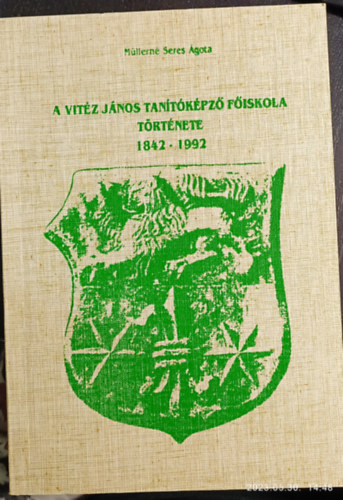 Müllerné Seres Ágota
A VITÉZ JÁNOS TANÍTÓKÉPZŐ FŐISKOLA
TÖRTÉNETE
1842 - 1992